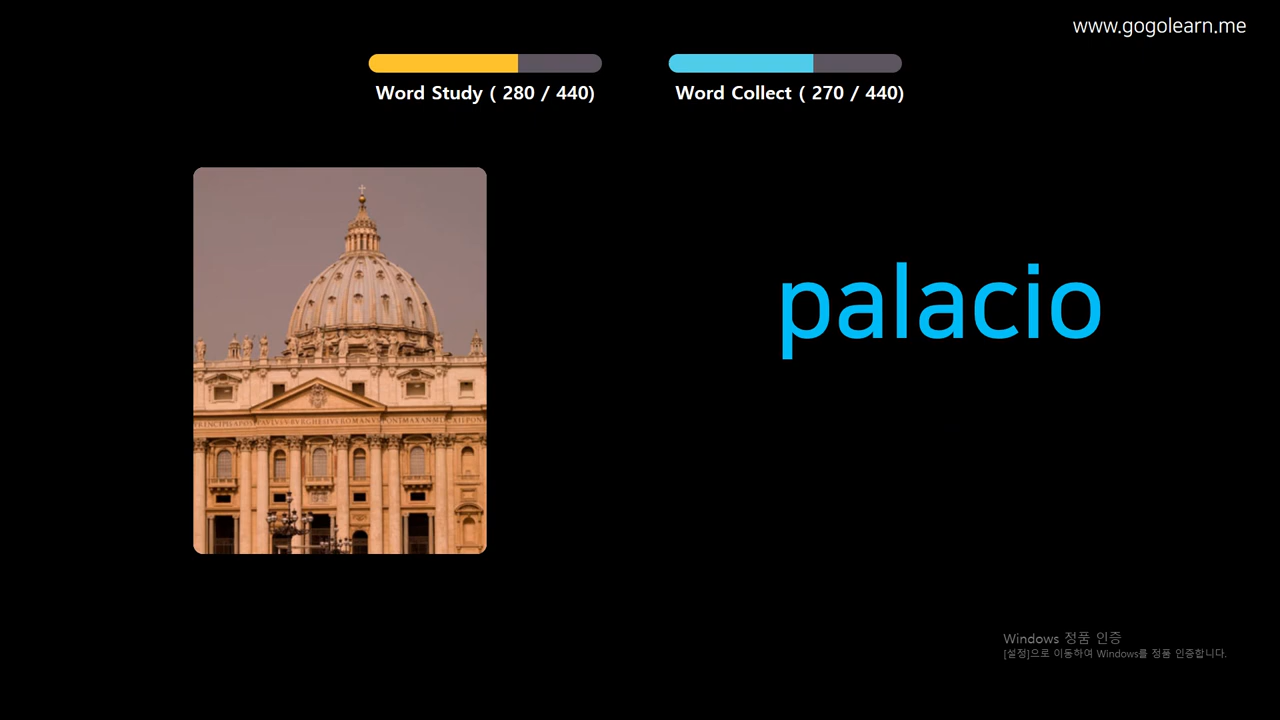 www.gogolearn.me
Word Study ( 280 / 440)
Word Collect ( 270 / 440)
palacio
Windows 정품 인증
[설정]으로 이동하여 Windows를 정품 인증합니다.